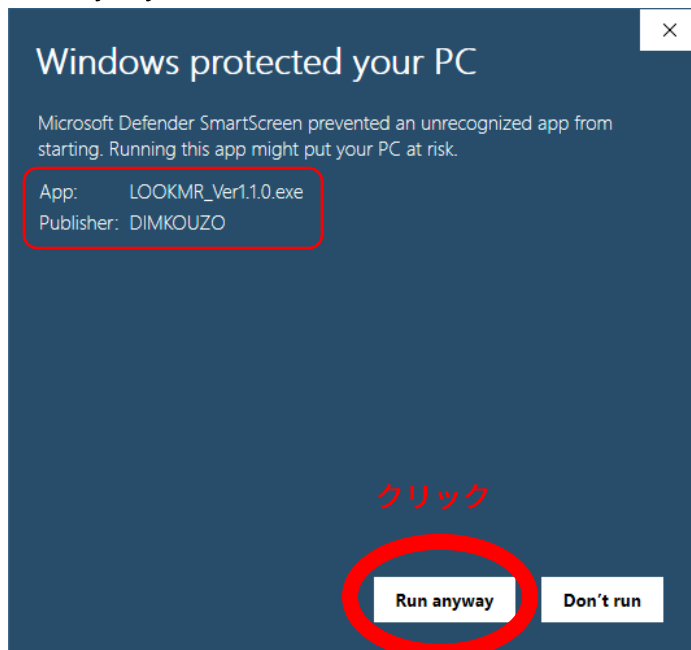 Windows protected your PC
Microsoft Defender SmartScreen prevented an unrecognized app from
starting. Running this app might put your PC at risk.
App: LOOKMR_Ver1.1.0.exe
Publisher: DIMKOUZO
クリック
Run anyway Don't run